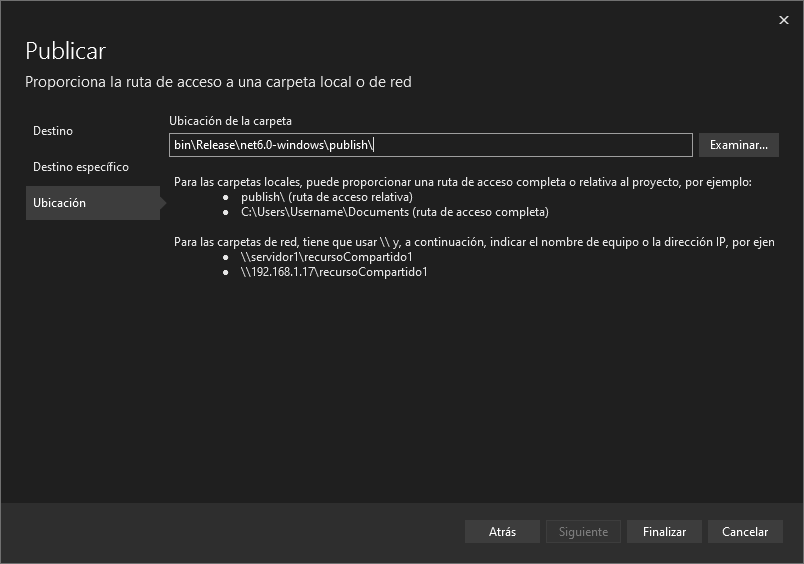 Publicar
Proporciona la ruta de acceso a una carpeta local o de red
Destino
Destino específico
Ubicación
Ubicación de la carpeta
bin\Release\net6.0-windows\publish\
Examinar...
Para las carpetas locales, puede proporcionar una ruta de acceso completa o relativa al proyecto, por ejemplo:
● publish\ (ruta de acceso relativa)
● C:\Users\Username\Documents (ruta de acceso completa)
Para las carpetas de red, tiene que usar \\ y, a continuación, indicar el nombre de equipo o la dirección IP, por ejen
● \\servidor1\recursoCompartido1
● \\192.168.1.17\recursoCompartido1
Atrás
Siguiente
Finalizar
Cancelar